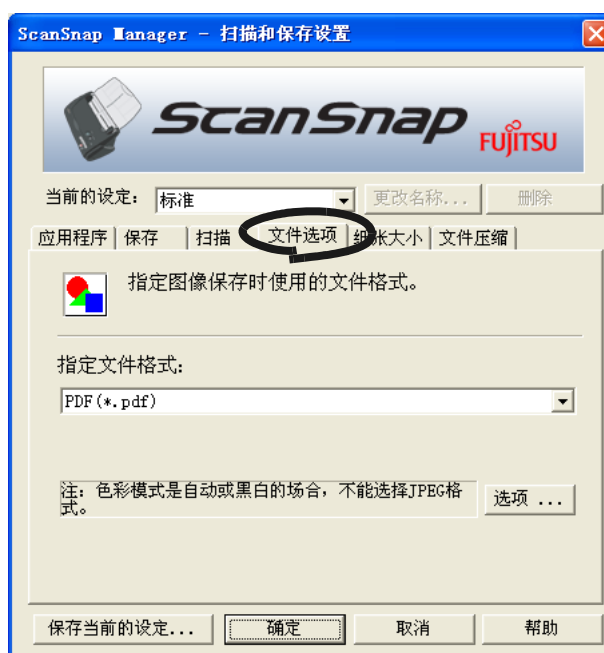 ScanSnap Manager - 扫描和保存设置
ScanSnap
FUJITSU
当前的设定： 标准 更改名称... 删除
应用程序 保存 扫描 文件选项 纸张大小 文件压缩
指定图像保存时使用的文件格式。
指定文件格式:
PDF(*.pdf)
注：色彩模式是自动或黑白的场合，不能选择JPEG格
式。
选项 ...
保存当前的设定... 确定 取消 帮助